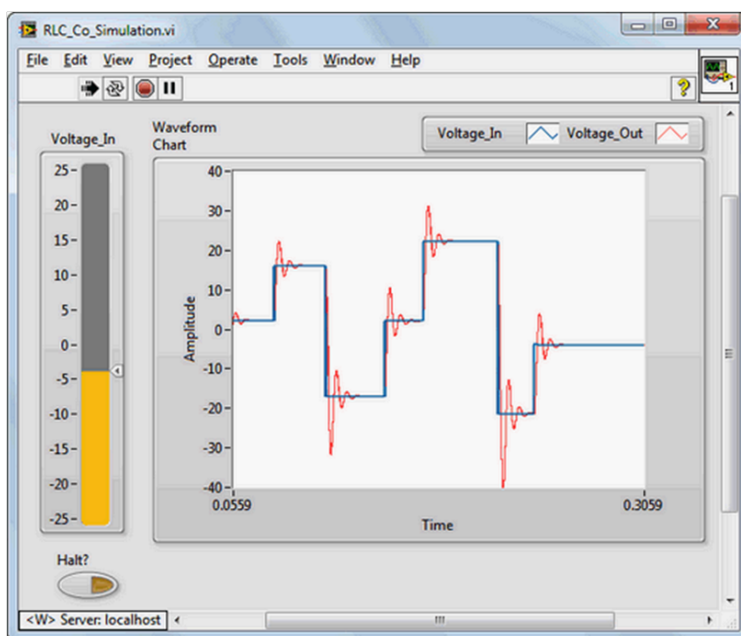 RLC_Co_Simulation.vi
File Edit View Project Operate Tools Window Help
?
1
Voltage_In
25
20
15
10
5
0
-5
-10
-15
-20
-25
Halt?
Waveform
Chart
Voltage_In Voltage_Out
40
30
20
10
0
-10
-20
-30
-40
Amplitude
0.0559 0.3059
Time
<W> Server: localhost